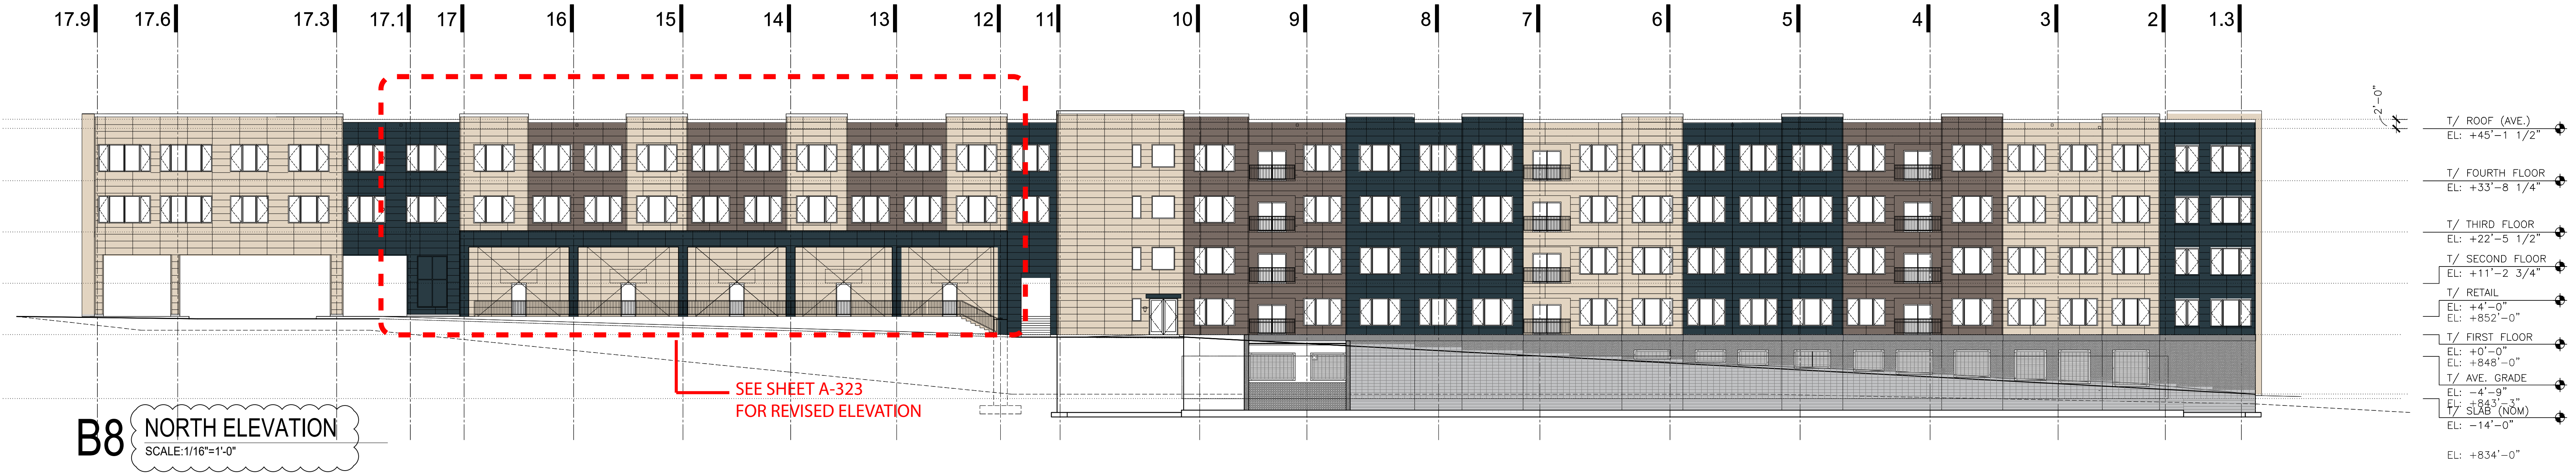 17.9 17.6 17.3 17.1 17 16 15 14 13 12 11 10 9 8 7 6 5 4 3 2 1.3
2'-0"
T/ ROOF (AVE.)
EL: +45'-1 1/2"
T/ FOURTH FLOOR
EL: +33'-8 1/4"
T/ THIRD FLOOR
EL: +22'-5 1/2"
T/ SECOND FLOOR
EL: +11'-2 3/4"
T/ RETAIL
EL: +4'-0"
EL: +852'-0"
T/ FIRST FLOOR
EL: +0'-0"
EL: +848'-0"
T/ AVE. GRADE
EL: -4'-9"
EL: +843'-3"
T/ SLAB (NOM)
EL: -14'-0"
EL: +834'-0"
SEE SHEET A-323
FOR REVISED ELEVATION
B8 NORTH ELEVATION
SCALE:1/16"=1'-0"